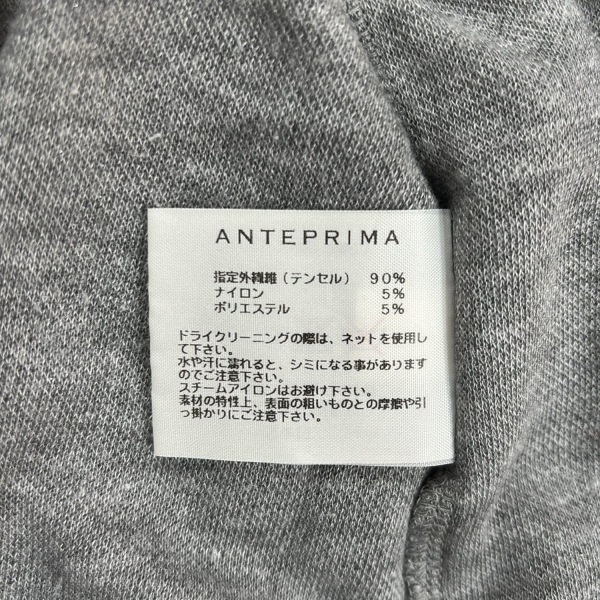 ANTEPRIMA
指定外繊維（テンセル） 90%
ナイロン 5%
ポリエステル 5%
ドライクリーニングの際は、ネットを使用し
て下さい。
水や汗に濡れると、シミになる事があります
のでご注意下さい。
スチームアイロンはお避け下さい。
素材の特性上、表面の粗いものとの摩擦や引
っ掛かりにご注意下さい。